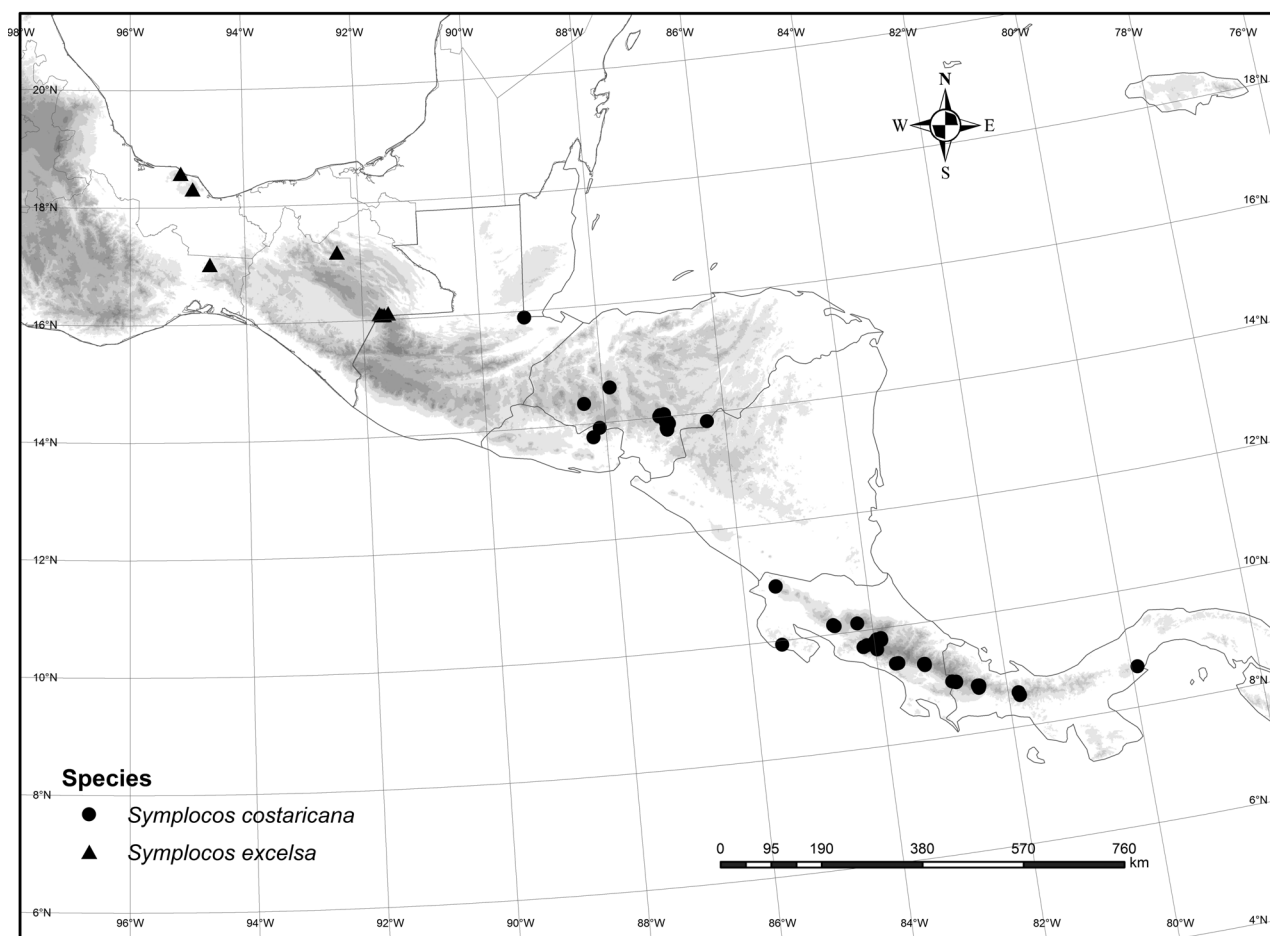 98°W 96°W 94°W 92°W 90°W 88°W 86°W 84°W 82°W 80°W 78°W 76°W
20°N 18°N
N
W E
S
18°N 16°N
16°N 14°N
14°N 12°N
12°N 10°N
10°N 8°N
Species
8°N 6°N
Symplocos costaricana
Symplocos excelsa
0 95 190 380 570 760
km
6°N 4°N
96°W 94°W 92°W 90°W 88°W 86°W 84°W 82°W 80°W